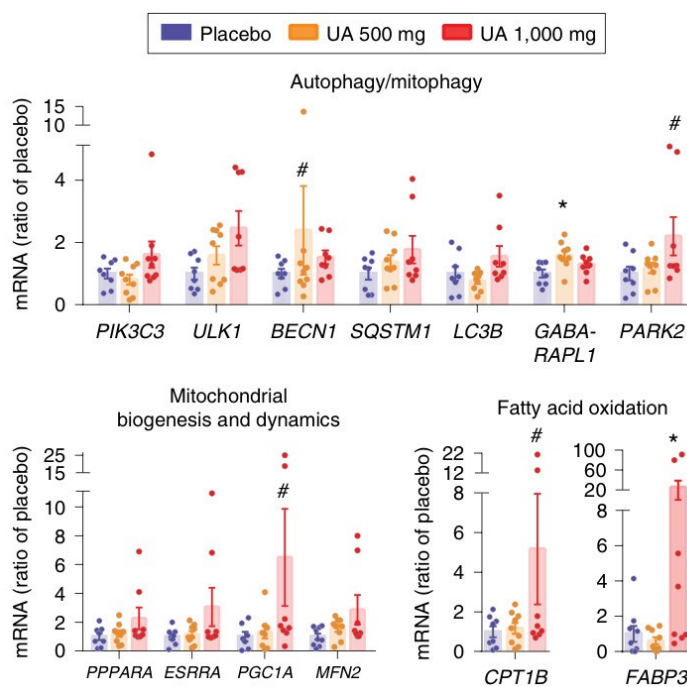 Placebo UA 500 mg UA 1,000 mg
Autophagy/mitophagy
mRNA (ratio of placebo)
15
10
4
2
0
#
*
#
PIK3C3 ULK1 BECN1 SQSTM1 LC3B GABA- PARK2
RAPL1
Mitochondrial
biogenesis and dynamics
mRNA (ratio of placebo)
25
15
10
8
6
4
2
0
#
PPPARA ESRRA PGC1A MFN2
Fatty acid oxidation
mRNA (ratio of placebo)
22
12
8
6
4
2
0
#
CPT1B
100
60
20
8
6
4
2
0
*
FABP3